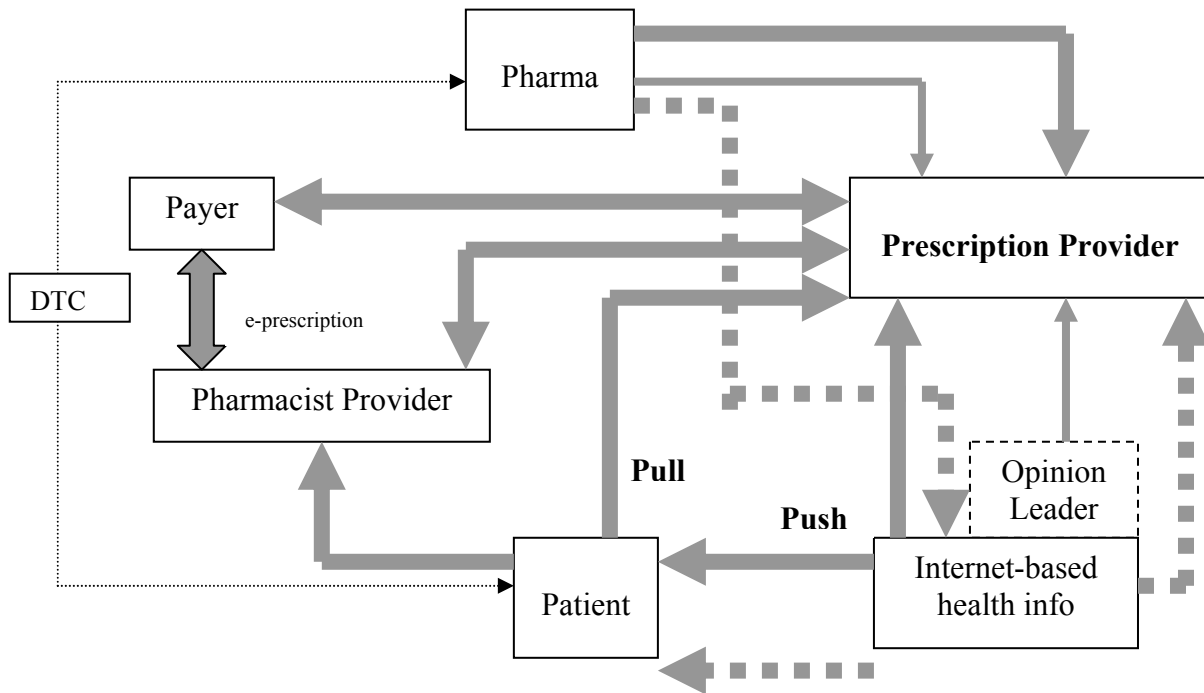 Pharma
Payer
Prescription Provider
DTC
e-prescription
Pharmacist Provider
Pull
Opinion
Leader
Push
Internet-based
health info
Patient